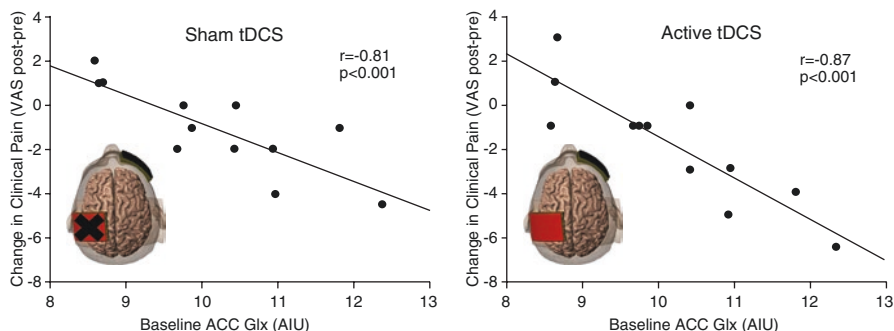 Sham tDCS
r=-0.81
p<0.001
Change in Clinical Pain (VAS post-pre)
4
2
0
-2
-4
-6
-8
8 9 10 11 12 13
Baseline ACC Glx (AIU)
Active tDCS
r=-0.87
p<0.001
Change in Clinical Pain (VAS post-pre)
4
2
0
-2
-4
-6
-8
8 9 10 11 12 13
Baseline ACC Glx (AIU)